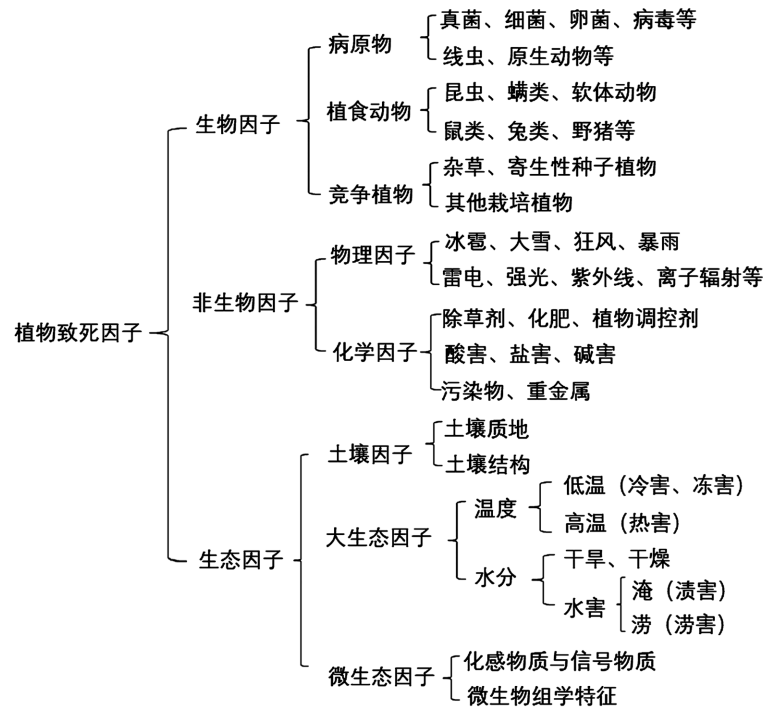 真菌、细菌、卵菌、病毒等
病原物
线虫、原生动物等
昆虫、螨类、软体动物
植食动物
生物因子
鼠类、兔类、野猪等
杂草、寄生性种子植物
竞争植物
其他栽培植物
冰雹、大雪、狂风、暴雨
物理因子
雷电、强光、紫外线、离子辐射等
非生物因子
除草剂、化肥、植物调控剂
植物致死因子
化学因子
酸害、盐害、碱害
污染物、重金属
土壤质地
土壤因子
土壤结构
低温（冷害、冻害）
温度
高温（热害）
大生态因子
生态因子
干旱、干燥
水分
淹（渍害）
水害
涝（涝害）
化感物质与信号物质
微生态因子
微生物组学特征